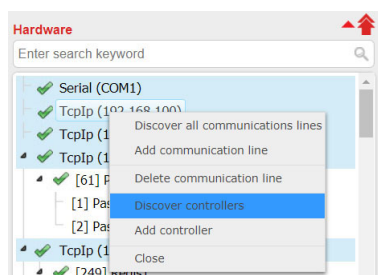 Hardware
Enter search keyword
Serial (COM1)
TcpIp (192.168.100)
Discover all communications lines
TcpIp (1
Add communication line
TcpIp (1
[61] P
Delete communication line
[1] Pas
Discover controllers
[2] Pas
Add controller
TcpIp (1
Close
[249]